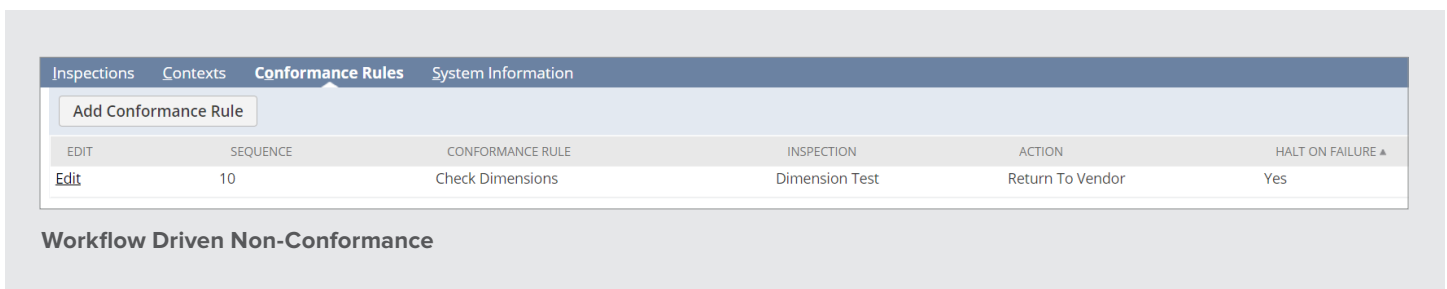 Inspections Contexts Conformance Rules System Information
Add Conformance Rule
EDIT SEQUENCE CONFORMANCE RULE INSPECTION ACTION HALT ON FAILURE ▲
Edit 10 Check Dimensions Dimension Test Return To Vendor Yes
Workflow Driven Non-Conformance